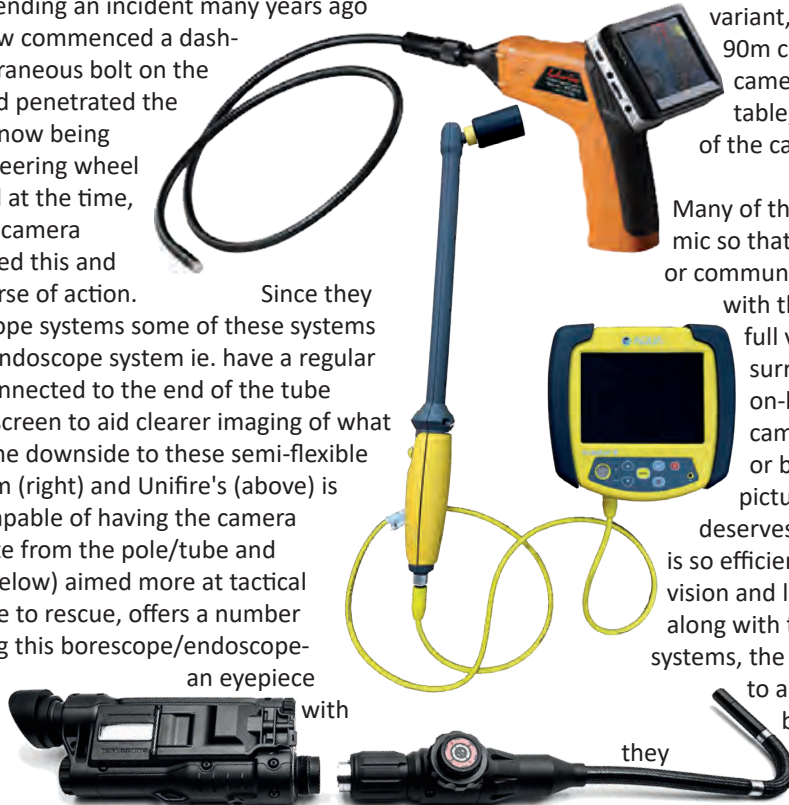 ending an incident many years ago
w commenced a dash-
raneous bolt on the
d penetrated the
now being
eering wheel
l at the time,
camera
ed this and
rse of action.
Since they
ope systems some of these systems
endoscope system ie. have a regular
nnected to the end of the tube
screen to aid clearer imaging of what
ne downside to these semi-flexible
m (right) and Unifire's (above) is
apable of having the camera
te from the pole/tube and
below) aimed more at tactical
e to rescue, offers a number
g this borescope/endoscope-
an eyepiece
with
they
variant,
90m c
came
table,
of the ca
Many of th
mic so that
or commun
with th
full v
surr
on-
cam
or b
pictu
deserves
is so efficien
vision and l
along with t
systems, the
to a
b